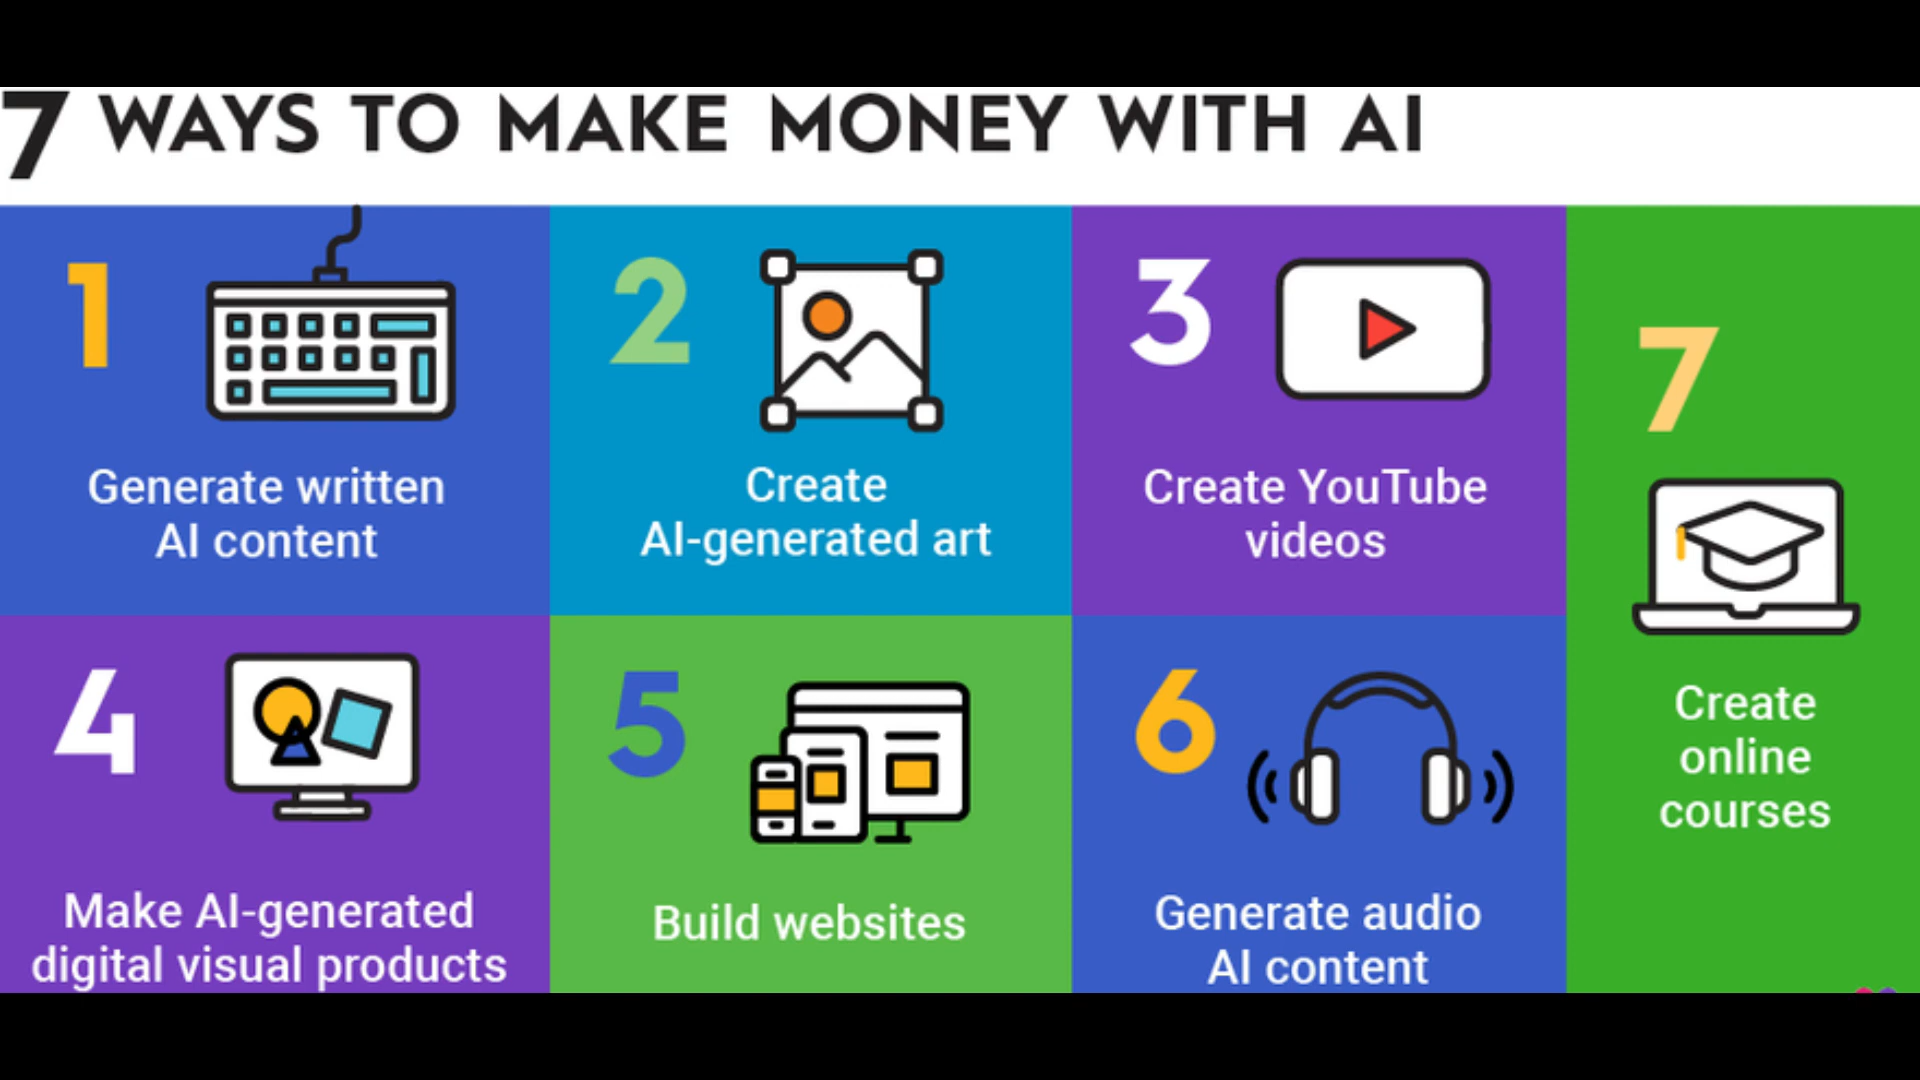 7 WAYS TO MAKE MONEY WITH AI
1
Generate written
AI content
2
Create
AI-generated art
3
Create YouTube
videos
4
Make AI-generated
digital visual products
5
Build websites
6
Generate audio
AI content
7
Create
online
courses